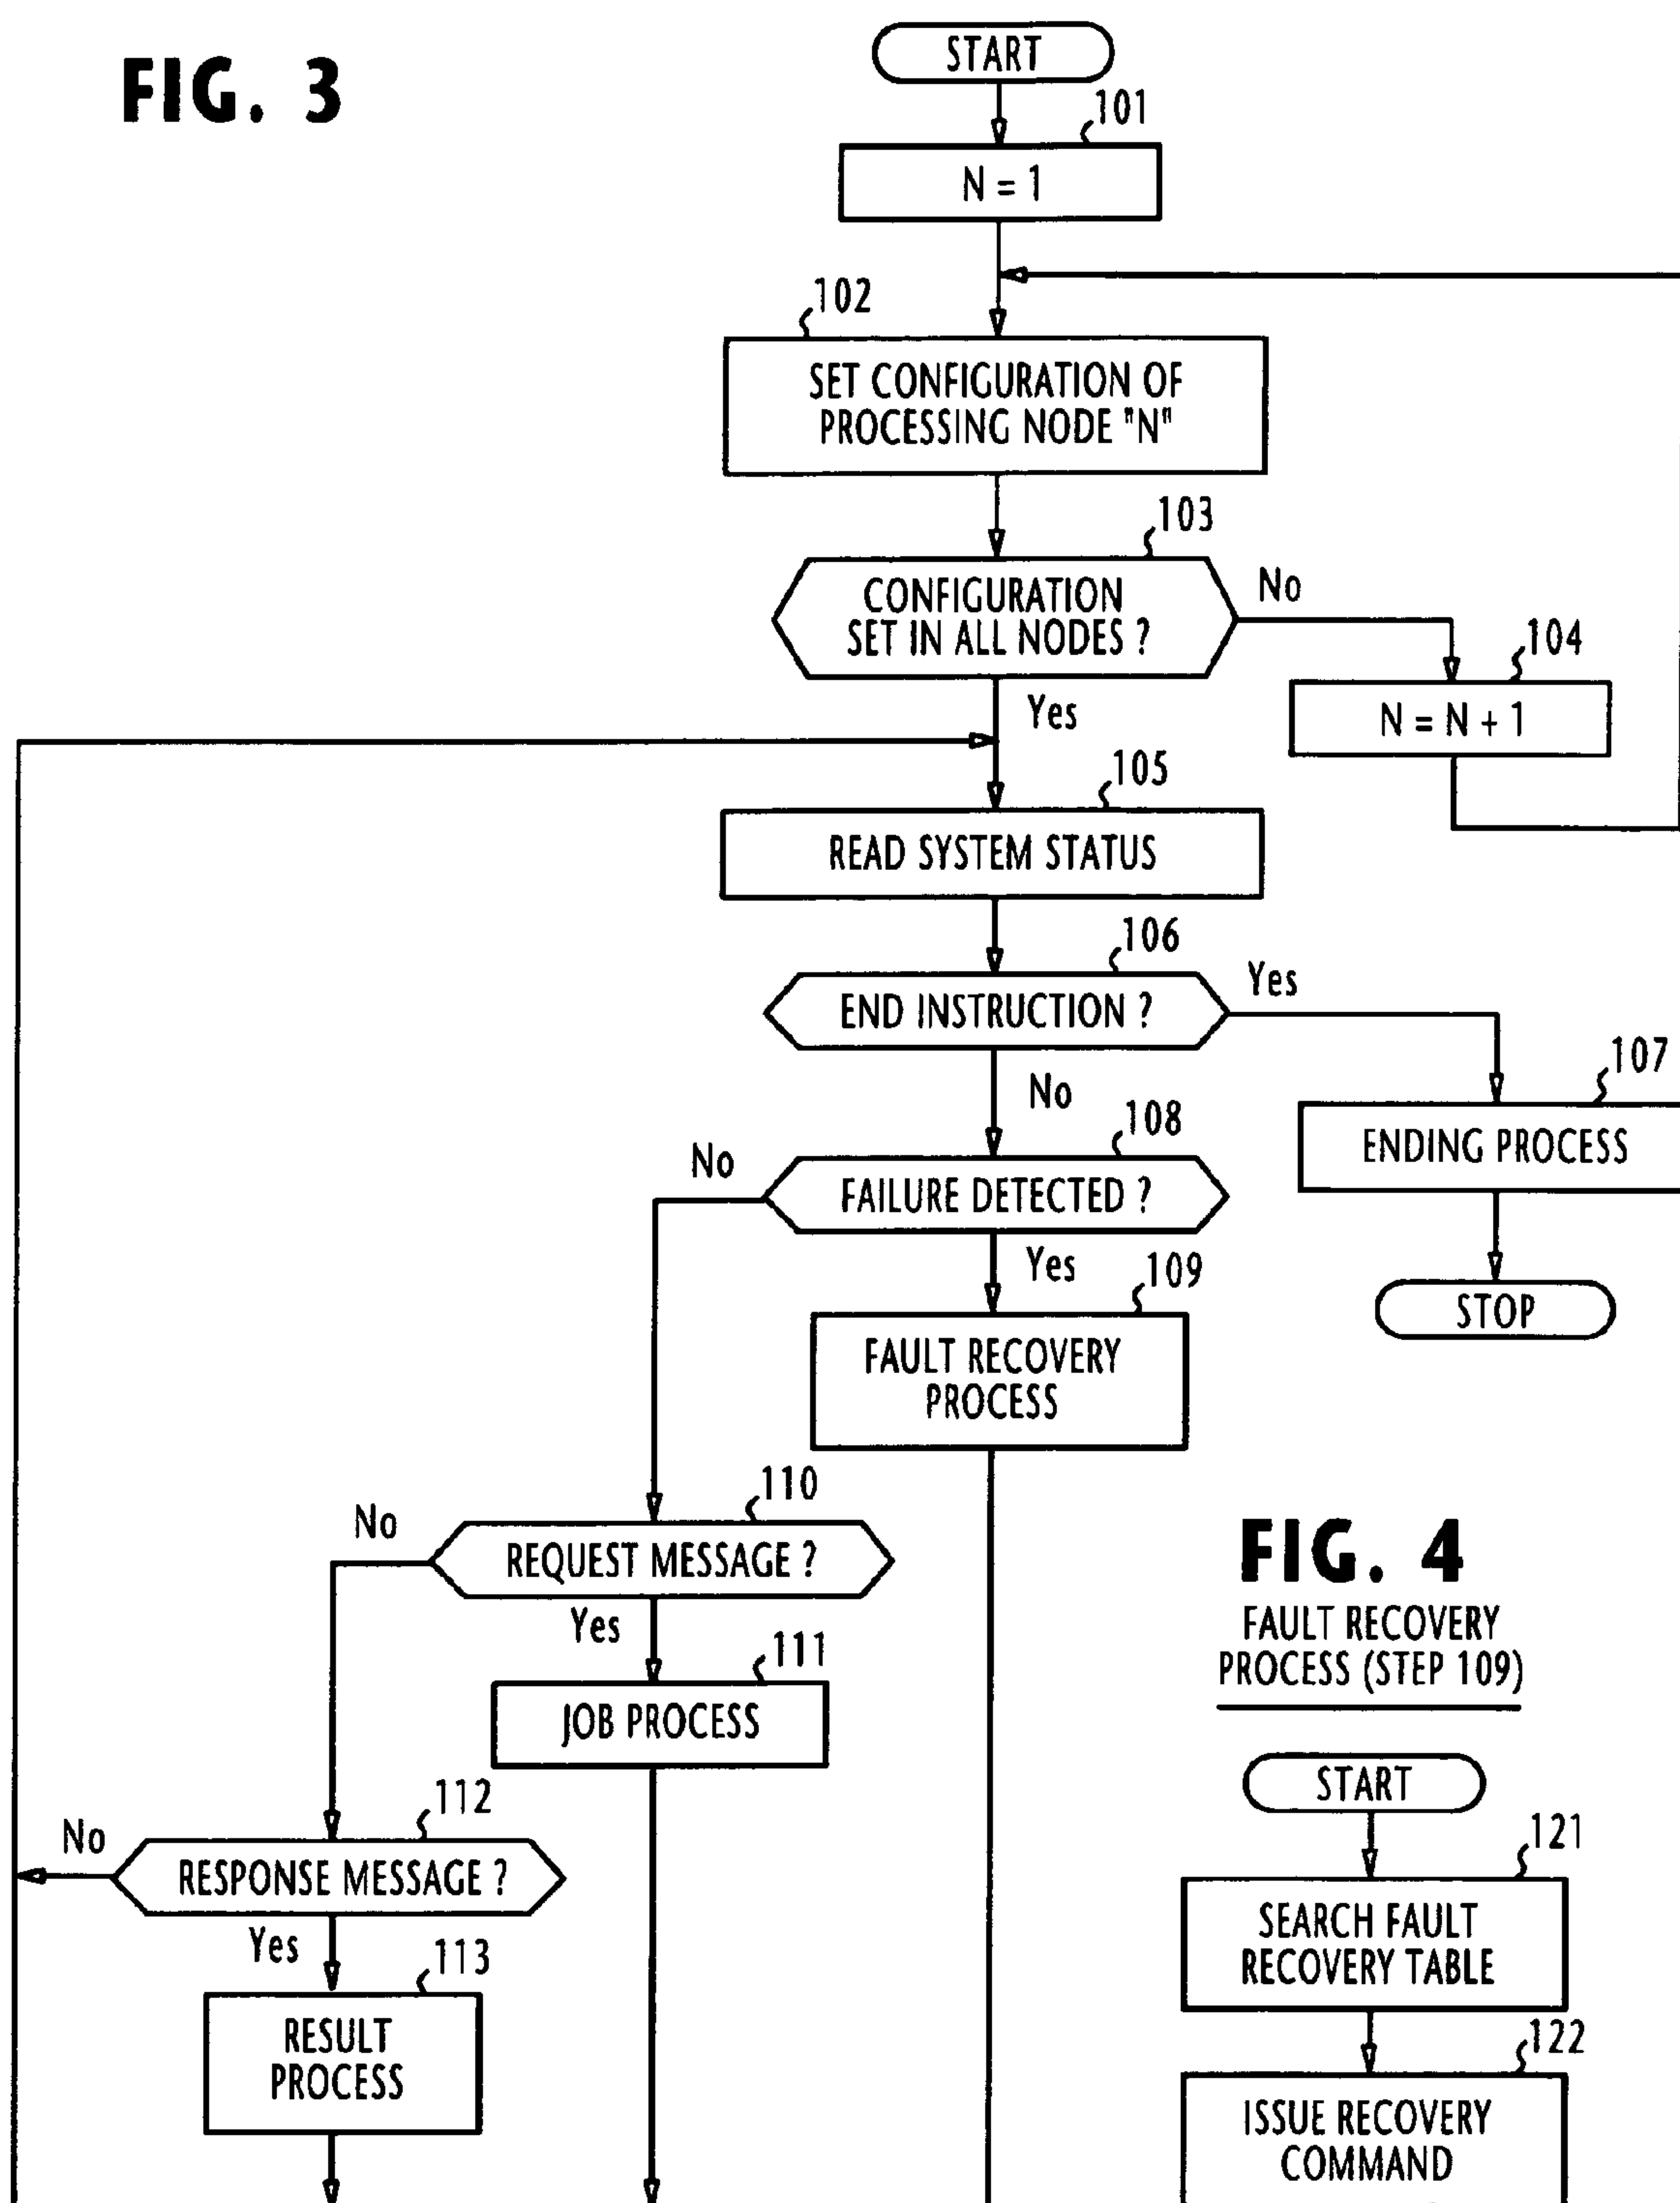 FIG. 3
START
101
N = 1
102
SET CONFIGURATION OF
PROCESSING NODE "N"
103
CONFIGURATION
SET IN ALL NODES ?
No
Yes
104
N = N + 1
105
READ SYSTEM STATUS
106
END INSTRUCTION ?
Yes
No
107
ENDING PROCESS
STOP
108
FAILURE DETECTED ?
No
Yes
109
FAULT RECOVERY
PROCESS
110
REQUEST MESSAGE ?
No
Yes
111
JOB PROCESS
112
RESPONSE MESSAGE ?
No
Yes
113
RESULT
PROCESS
FIG. 4
FAULT RECOVERY
PROCESS (STEP 109)
START
121
SEARCH FAULT
RECOVERY TABLE
122
ISSUE RECOVERY
COMMAND